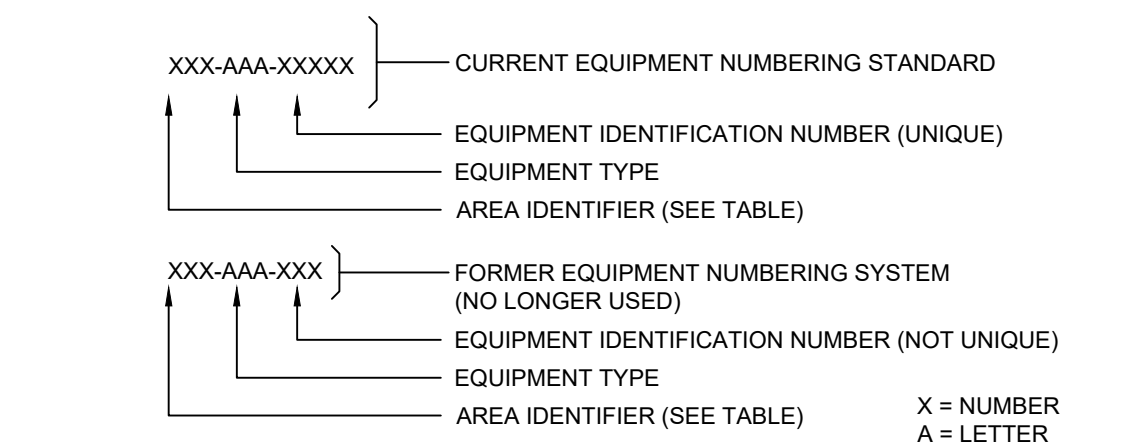 XXX-AAA-XXXXX
CURRENT EQUIPMENT NUMBERING STANDARD
EQUIPMENT IDENTIFICATION NUMBER (UNIQUE)
EQUIPMENT TYPE
AREA IDENTIFIER (SEE TABLE)
XXX-AAA-XXX
FORMER EQUIPMENT NUMBERING SYSTEM
(NO LONGER USED)
EQUIPMENT IDENTIFICATION NUMBER (NOT UNIQUE)
EQUIPMENT TYPE
AREA IDENTIFIER (SEE TABLE)
X = NUMBER
A = LETTER